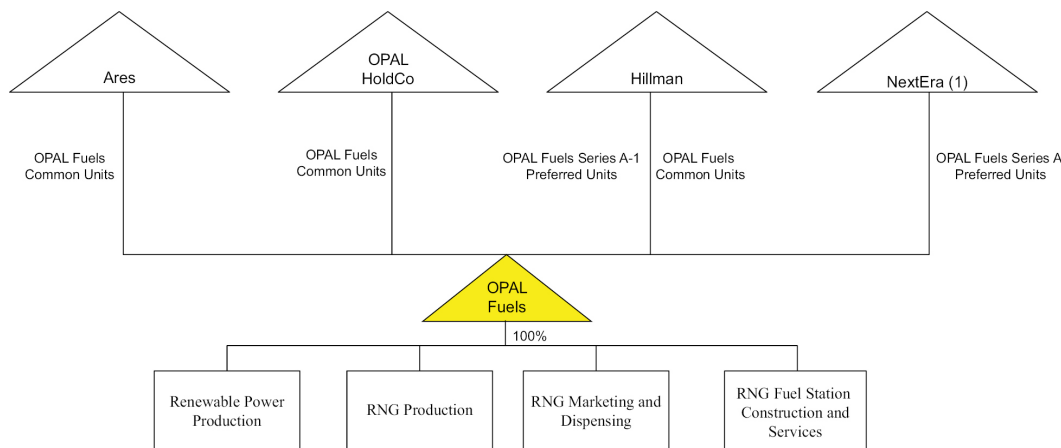 Ares
OPAL
HoldCo
Hillman
NextEra (1)
OPAL Fuels
Common Units
OPAL Fuels
Common Units
OPAL Fuels Series A-1
Preferred Units
OPAL Fuels
Common Units
OPAL Fuels Series A
Preferred Units
OPAL
Fuels
100%
Renewable Power
Production
RNG Production
RNG Marketing and
Dispensing
RNG Fuel Station
Construction and
Services